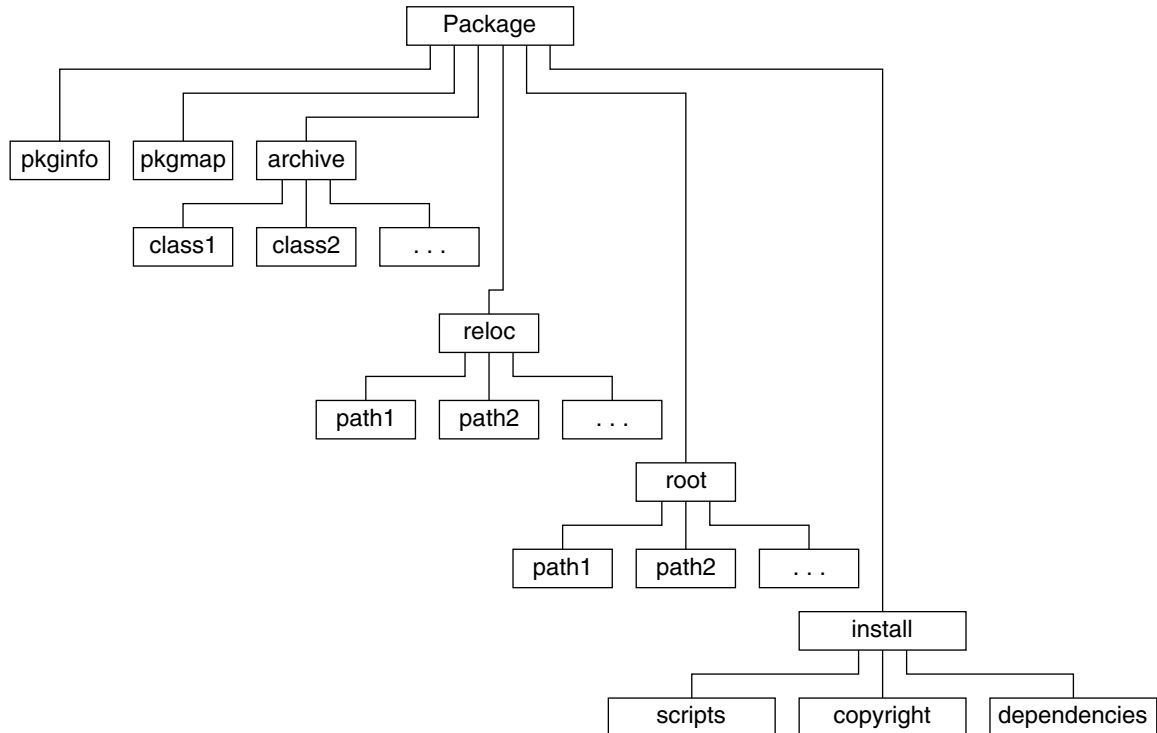 Package
pkginfo
pkgmap
archive
class1
class2
. . .
reloc
path1
path2
. . .
root
path1
path2
. . .
install
scripts
copyright
dependencies